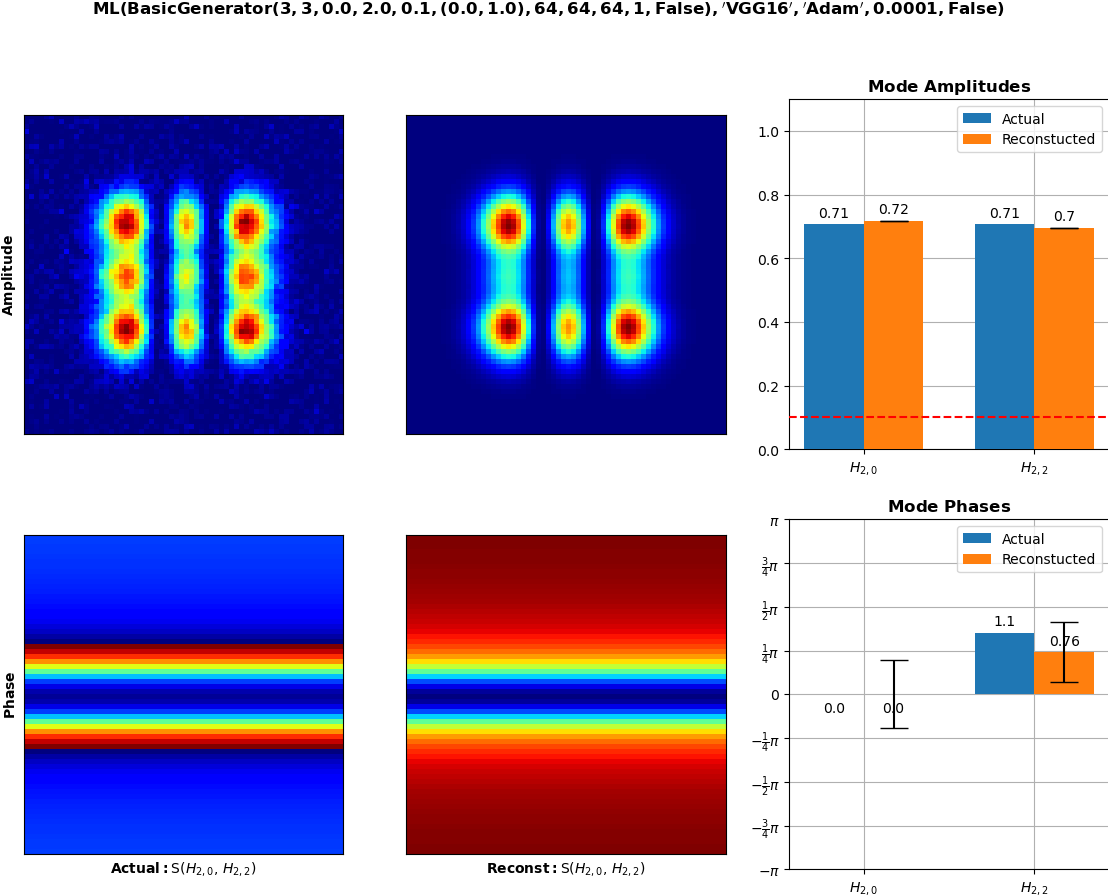 ML(BasicGenerator(3, 3, 0.0, 2.0, 0.1, (0.0, 1.0), 64, 64, 64, 1, False),′VGG16′,′Adam′, 0.0001, False)
Amplitude
Mode Amplitudes
Actual
Reconstucted
1.0
0.8
0.6
0.4
0.2
0.0
0.71
0.72
0.71
0.7
H2, 0
H2, 2
Phase
Actual: S(H2, 0, H2, 2)
Reconst: S(H2, 0, H2, 2)
Mode Phases
Actual
Reconstucted
π
3/4π
1/2π
1/4π
0
−1/4π
−1/2π
−3/4π
−π
0.0
0.0
1.1
0.76
H2, 0
H2, 2